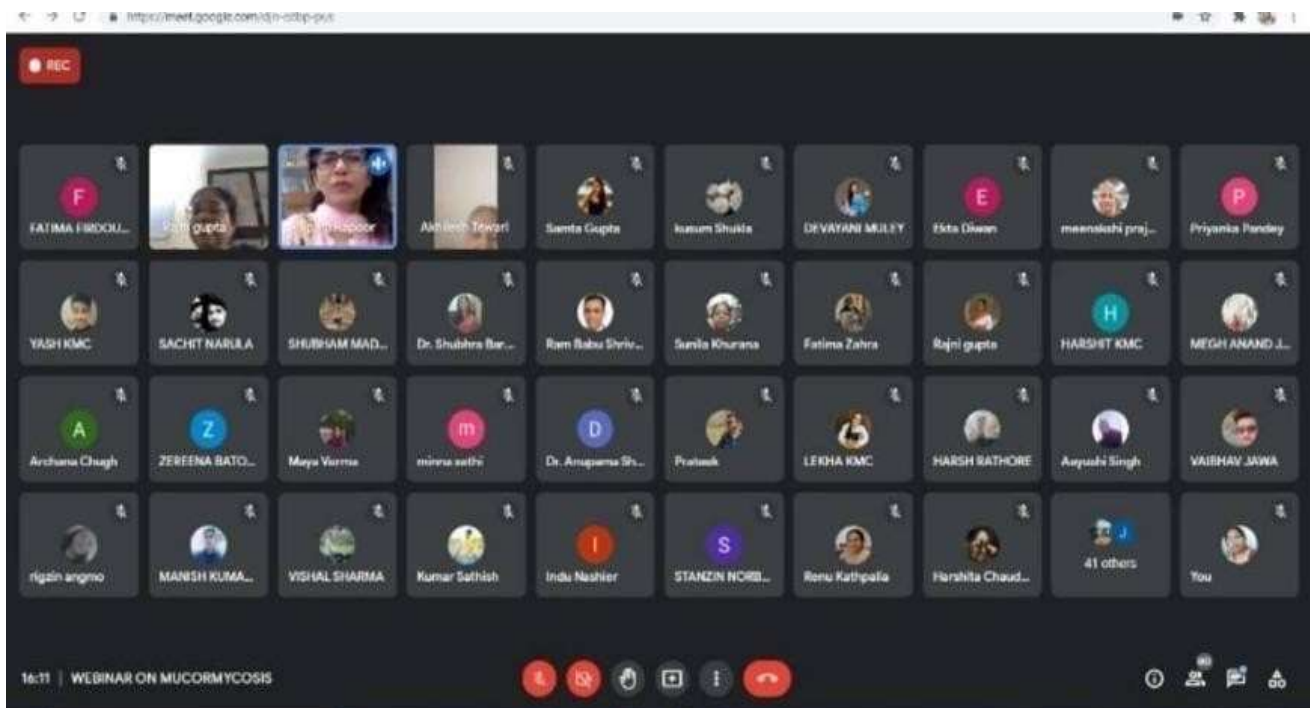 https://meet.google.com/
REC
F
FATIMA FIRDOU...
gupta
Kapoor
Akhilesh Tewari
Samta Gupta
kusum Shukla
DEVAYANI MULEY
E
Ekta Diwan
meenakshi praj...
P
Priyanka Pandey
YASH KMC
SACHIT NARULA
SHUBHAM MAD...
Dr. Shubhra Bar...
Ram Babu Shriv...
Sunila Khurana
Fatima Zahra
Rajni gupta
H
HARSHIT KMC
MEGH ANAND J...
A
Archana Chugh
Z
ZEREENA BATO...
Maya Verma
m
minna sethi
D
Dr. Anupama Sh...
Prateek
LEKHA KMC
HARSH RATHORE
Aayushi Singh
VAIBHAV JAWA
rigzin angmo
MANISH KUMA...
VISHAL SHARMA
Kumar Sathish
I
Indu Nashier
S
STANZIN NORB...
Renu Kathpalia
Harshita Chaud...
J
41 others
You
16:11 | WEBINAR ON MUCORMYCOSIS